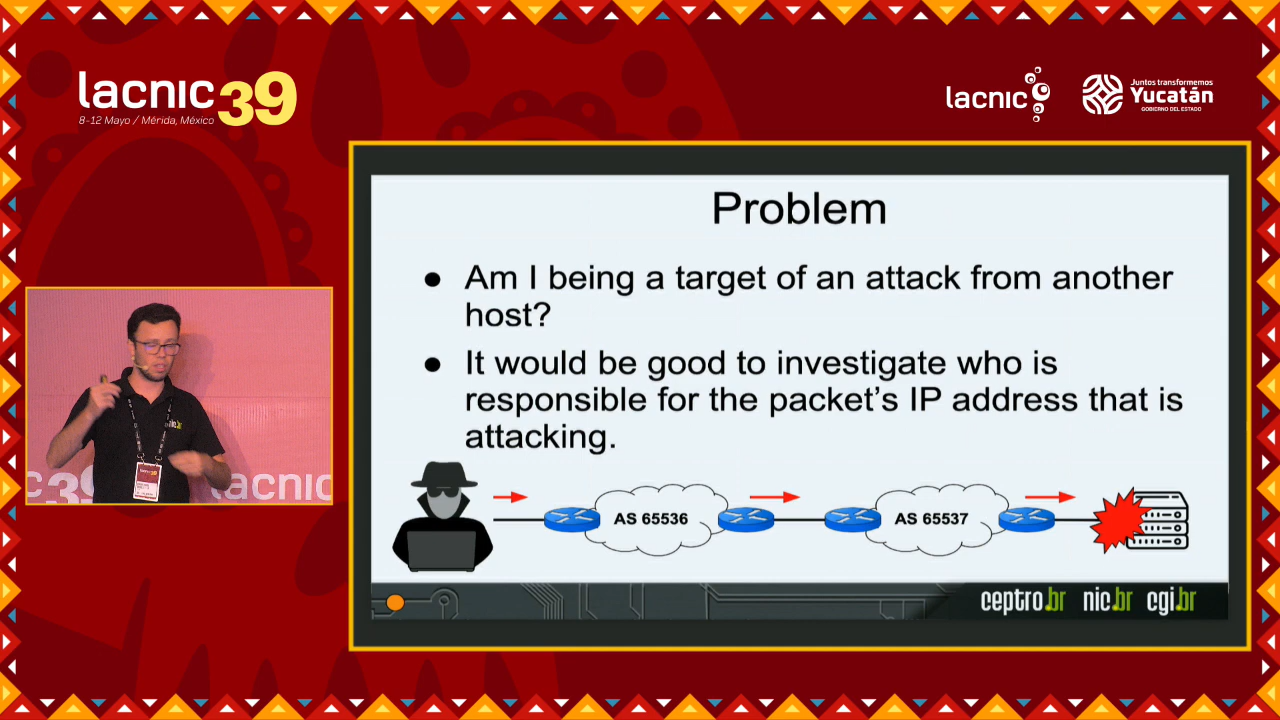 lacnic39
8-12 Mayo / Mérida, México
lacnic
Juntos transformemos
Yucatán
GOBIERNO DEL ESTADO
Problem
● Am I being a target of an attack from another
host?
● It would be good to investigate who is
responsible for the packet's IP address that is
attacking.
AS 65536
AS 65537
ceptro.br nic.br cgi.br
c39
lacnic